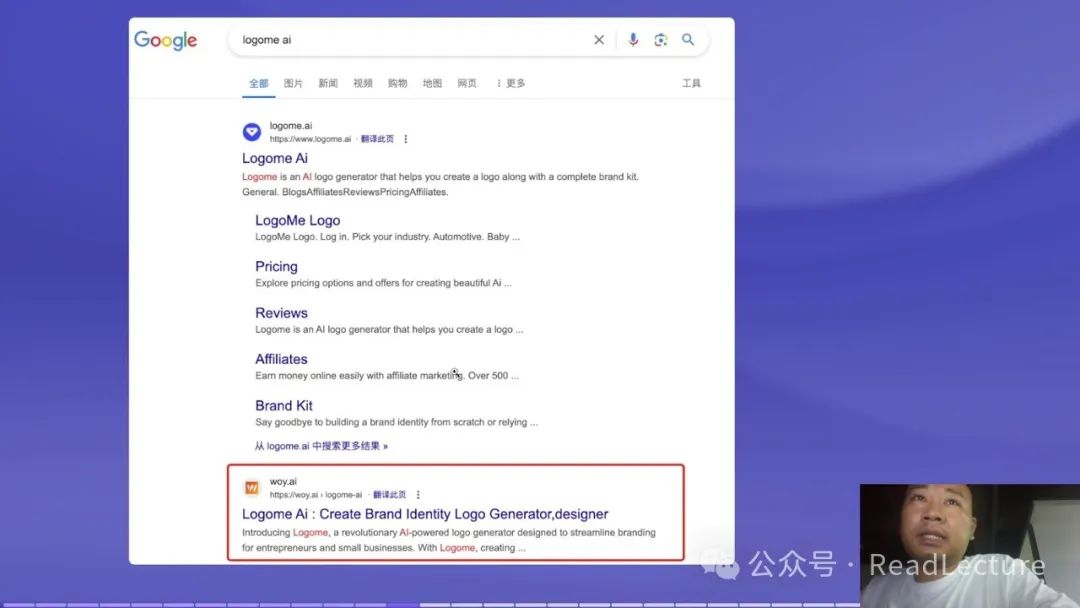 Google
logome ai
全部 图片 新闻 视频 购物 地图 网页 ⋮ 更多 工具
logome.ai
https://www.logome.ai · 翻译此页 ⋮
Logome Ai
Logome is an AI logo generator that helps you create a logo along with a complete brand kit.
General. BlogsAffiliatesReviewsPricingAffiliates.
LogoMe Logo
LogoMe Logo. Log in. Pick your industry. Automotive. Baby ...
Pricing
Explore pricing options and offers for creating beautiful Ai ...
Reviews
Logome is an AI logo generator that helps you create a logo ...
Affiliates
Earn money online easily with affiliate marketing. Over 500 ...
Brand Kit
Say goodbye to building a brand identity from scratch or relying ...
从 logome.ai 中搜索更多结果 »
woy.ai
https://woy.ai › logome-ai · 翻译此页 ⋮
Logome Ai : Create Brand Identity Logo Generator,designer
Introducing Logome, a revolutionary AI-powered logo generator designed to streamline branding
for entrepreneurs and small businesses. With Logome, creating ...
公众号 · ReadLecture